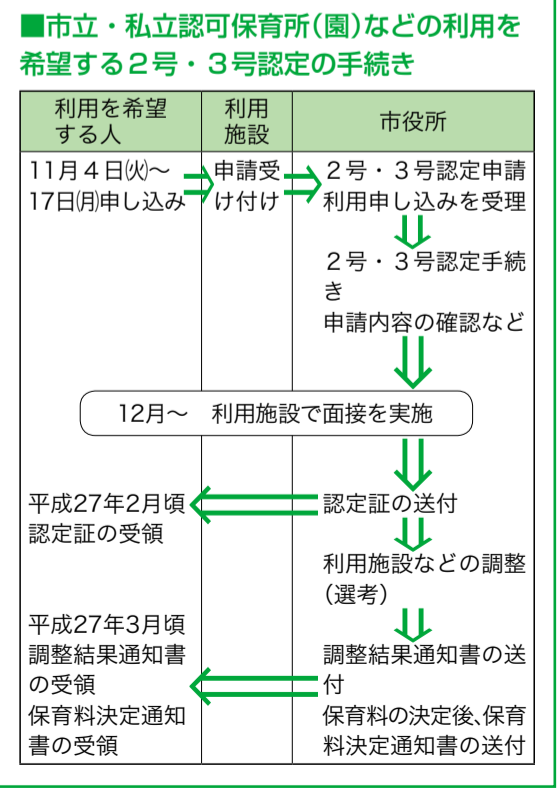 ■市立・私立認可保育所(園)などの利用を
希望する２号・３号認定の手続き
利用を希望
する人
利用
施設
市役所
11月４日㈫～
17日㈪申し込み
申請受
け付け
２号・３号認定申請
利用申し込みを受理
２号・３号認定手続
き
申請内容の確認など
12月～　利用施設で面接を実施
平成27年2月頃
認定証の受領
認定証の送付
利用施設などの調整
（選考）
平成27年3月頃
調整結果通知書
の受領
保育料決定通知
書の受領
調整結果通知書の送
付
保育料の決定後、保育
料決定通知書の送付